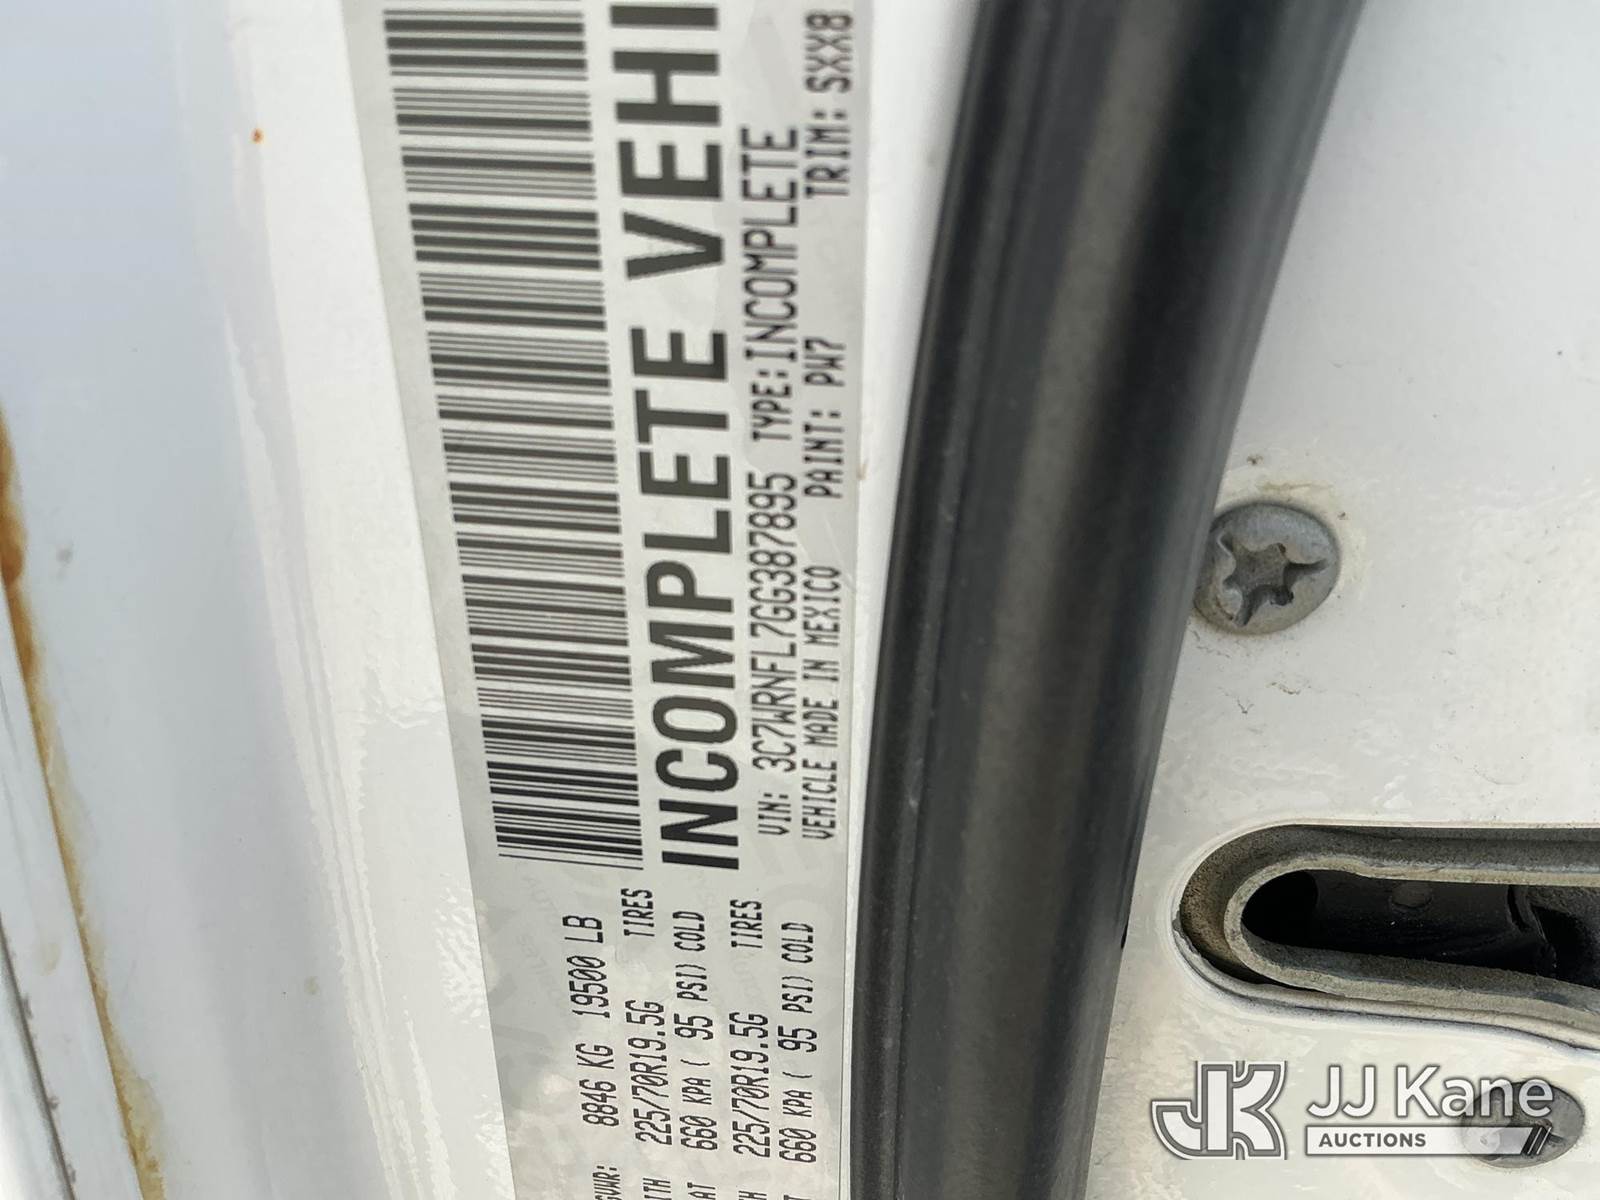 GVWR: 8846 KG 19500 LB
225/70R19.5G TIRES
660 KPA ( 95 PSI) COLD
225/70R19.5G TIRES
660 KPA ( 95 PSI) COLD
INCOMPLETE VEHI
VIN: 3C7WRNFL7GG387895 TYPE: INCOMPLETE
VEHICLE MADE IN MEXICO PAINT: PW7 TRIM: SXX8
JK JJ Kane
AUCTIONS